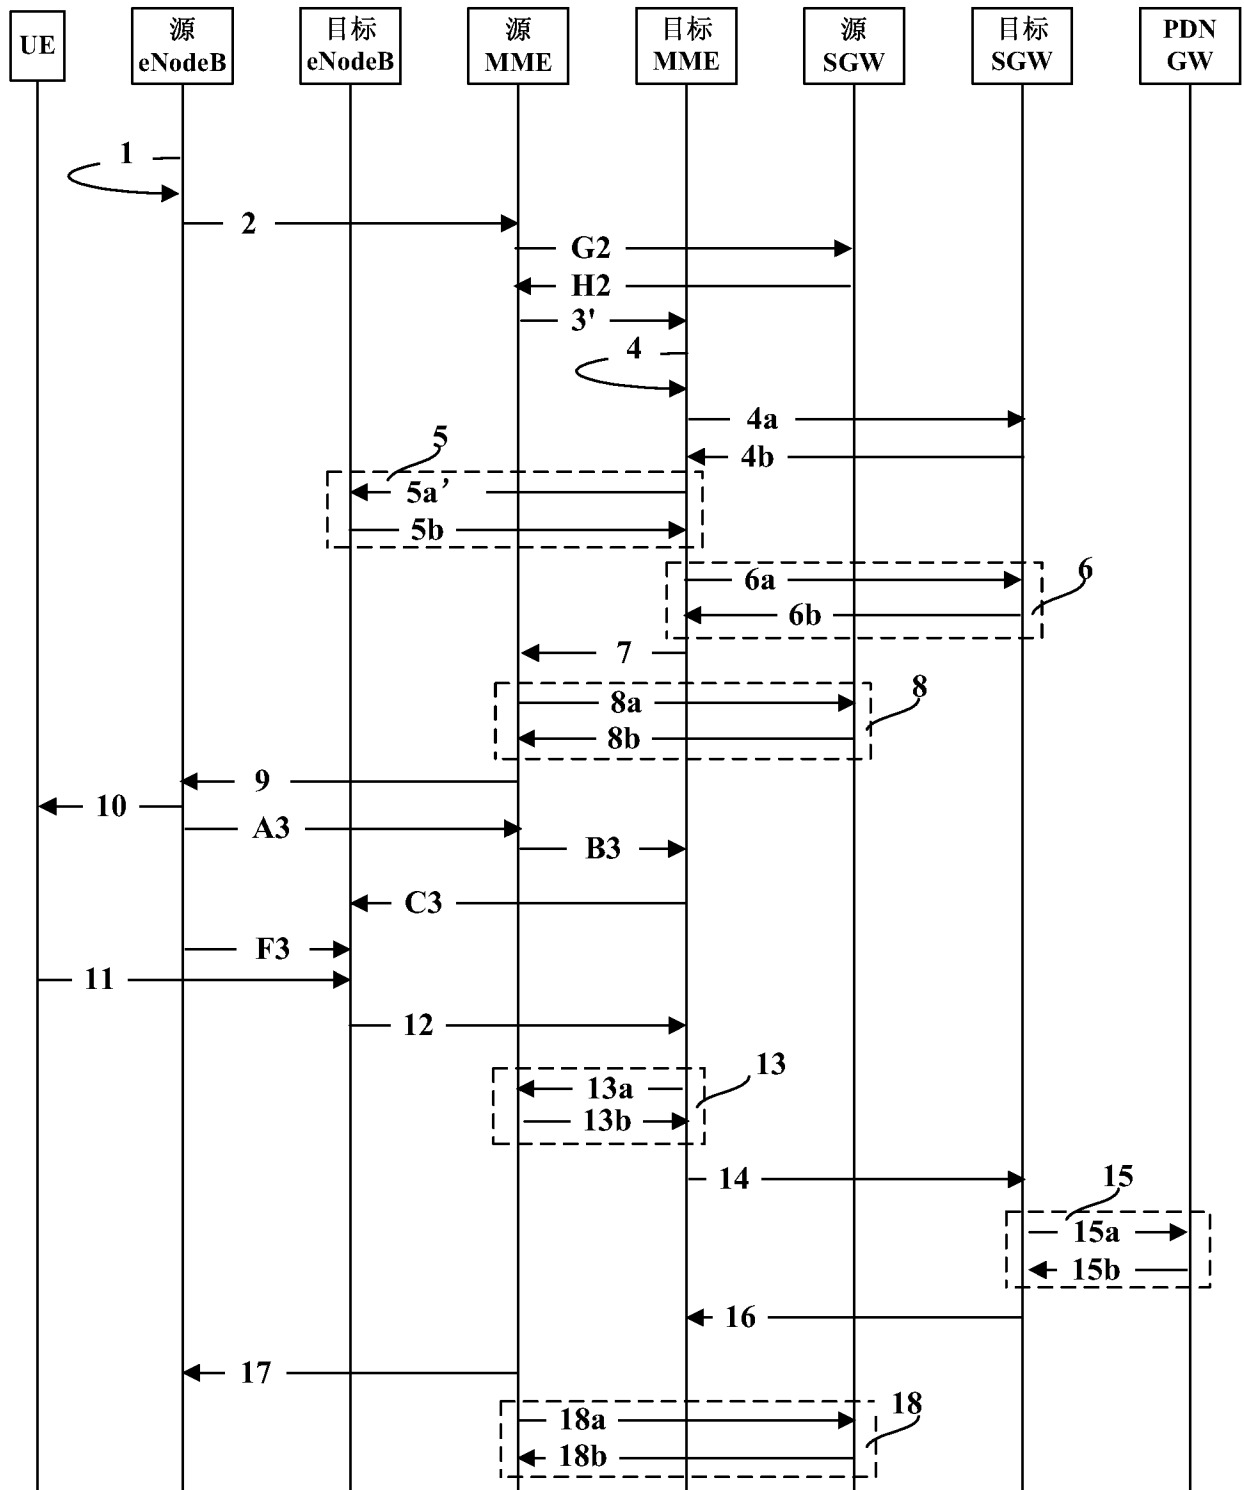 UE
源
eNodeB
目标
eNodeB
源
MME
目标
MME
源
SGW
目标
SGW
PDN
GW
1
2
G2
H2
3'
4
4a
4b
5
5a’
5b
6
6a
6b
7
8
8a
8b
9
10
A3
B3
C3
F3
11
12
13
13a
13b
14
15
15a
15b
16
17
18
18a
18b